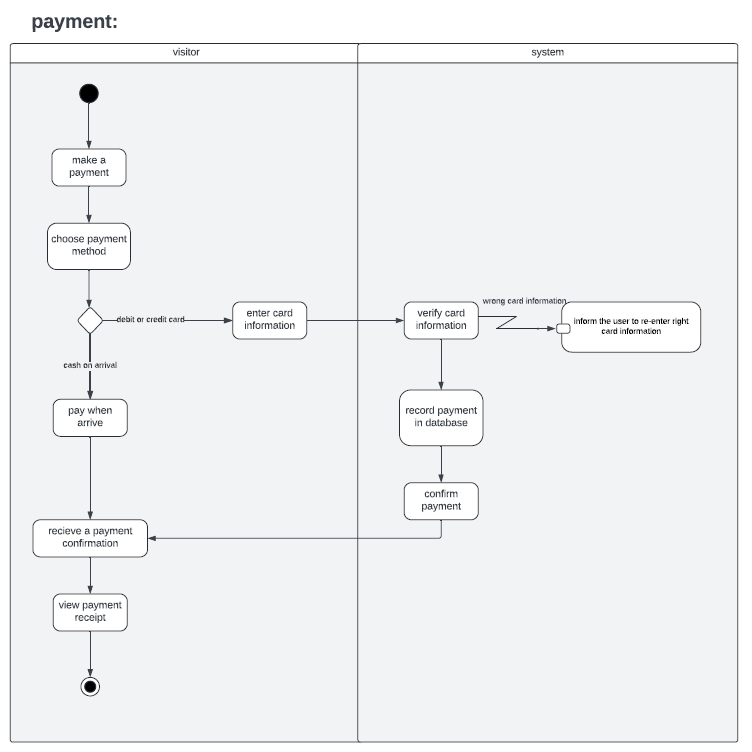 payment:
visitor
system
make a
payment
choose payment
method
debit or credit card
enter card
information
verify card
information
wrong card information
inform the user to re-enter right
card information
cash on arrival
pay when
arrive
record payment
in database
confirm
payment
recieve a payment
confirmation
view payment
receipt